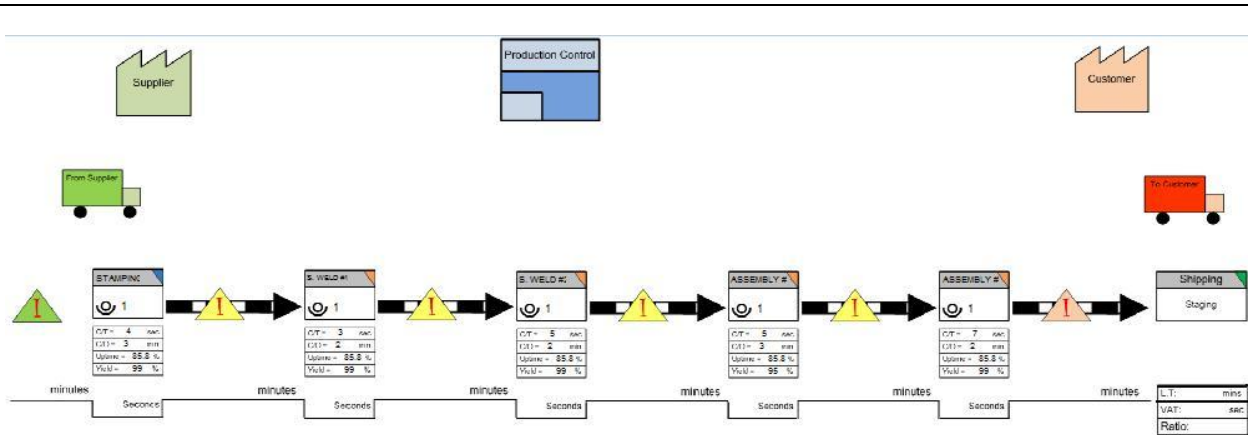 Supplier
Production Control
Customer
From Supplier
To Customer
STAMPING
1
C/T = 4 sec
C/O = 3 min
Uptime = 85.8 %
Yield = 99 %
S. WELD #1
1
C/T = 3 sec
C/O = 2 min
Uptime = 85.8 %
Yield = 99 %
S. WELD #2
1
C/T = 5 sec
C/O = 2 min
Uptime = 85.8 %
Yield = 99 %
ASSEMBLY #
1
C/T = 5 sec
C/O = 3 min
Uptime = 85.8 %
Yield = 95 %
ASSEMBLY #
1
C/T = 7 sec
C/O = 2 min
Uptime = 85.8 %
Yield = 99 %
Shipping
Staging
!
!
!
!
!
!
minutes
Seconds
minutes
Seconds
minutes
Seconds
minutes
Seconds
minutes
Seconds
minutes
L.T: mins
VAT: sec
Ratio: